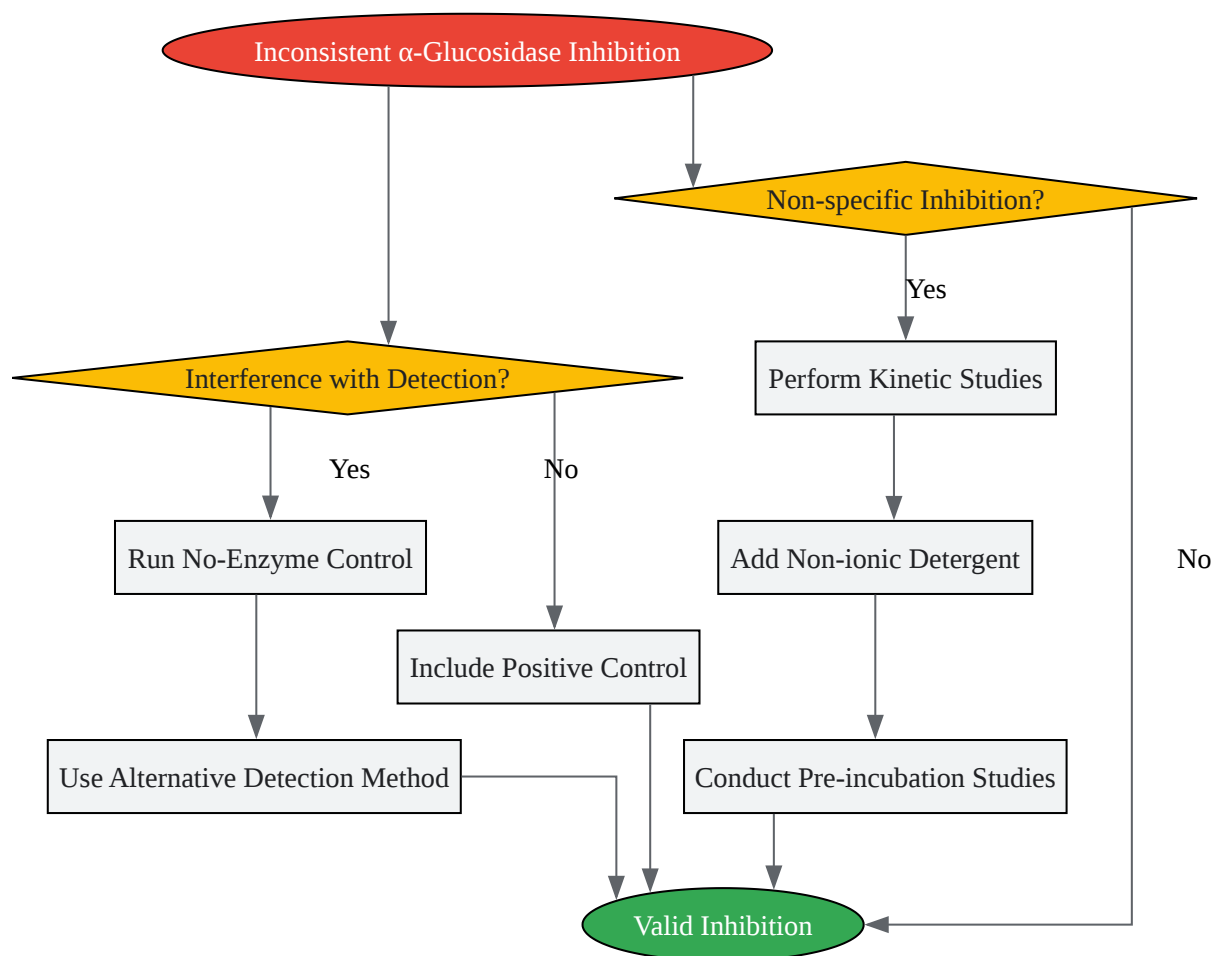 Inconsistent α-Glucosidase Inhibition
Non-specific Inhibition?
Yes
Interference with Detection?
Perform Kinetic Studies
Yes
No
Run No-Enzyme Control
Add Non-ionic Detergent
No
Include Positive Control
Use Alternative Detection Method
Conduct Pre-incubation Studies
Valid Inhibition